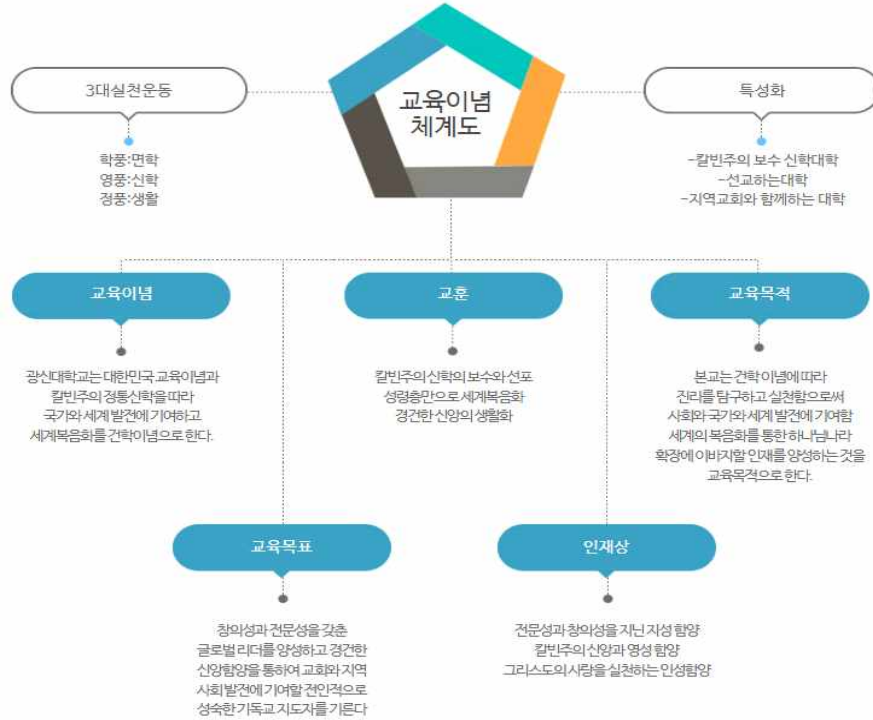 교육이념
체계도
3대실천운동
학풍:면학
영풍:신학
정풍:생활
특성화
-칼빈주의 보수 신학대학
-선교하는대학
-지역교회와 함께하는 대학
교육이념
광신대학교는 대한민국 교육이념과
칼빈주의 정통신학을 따라
국가와 세계 발전에 기여하고
세계복음화를 건학이념으로 한다.
교훈
칼빈주의 신학의 보수와 선포
성령충만으로 세계복음화
경건한 신앙의 생활화
교육목적
본교는 건학 이념에 따라
진리를 탐구하고 실천함으로써
사회와 국가와 세계 발전에 기여함
세계의 복음화를 통한 하나님나라
확장에 이바지할 인재를 양성하는 것을
교육목적으로 한다.
교육목표
창의성과 전문성을 갖춘
글로벌 리더를 양성하고 경건한
신앙함양을 통하여 교회와 지역
사회 발전에 기여할 전인적으로
성숙한 기독교 지도자를 기른다
인재상
전문성과 창의성을 지닌 지성 함양
칼빈주의 신앙과 영성 함양
그리스도의 사랑을 실천하는 인성함양